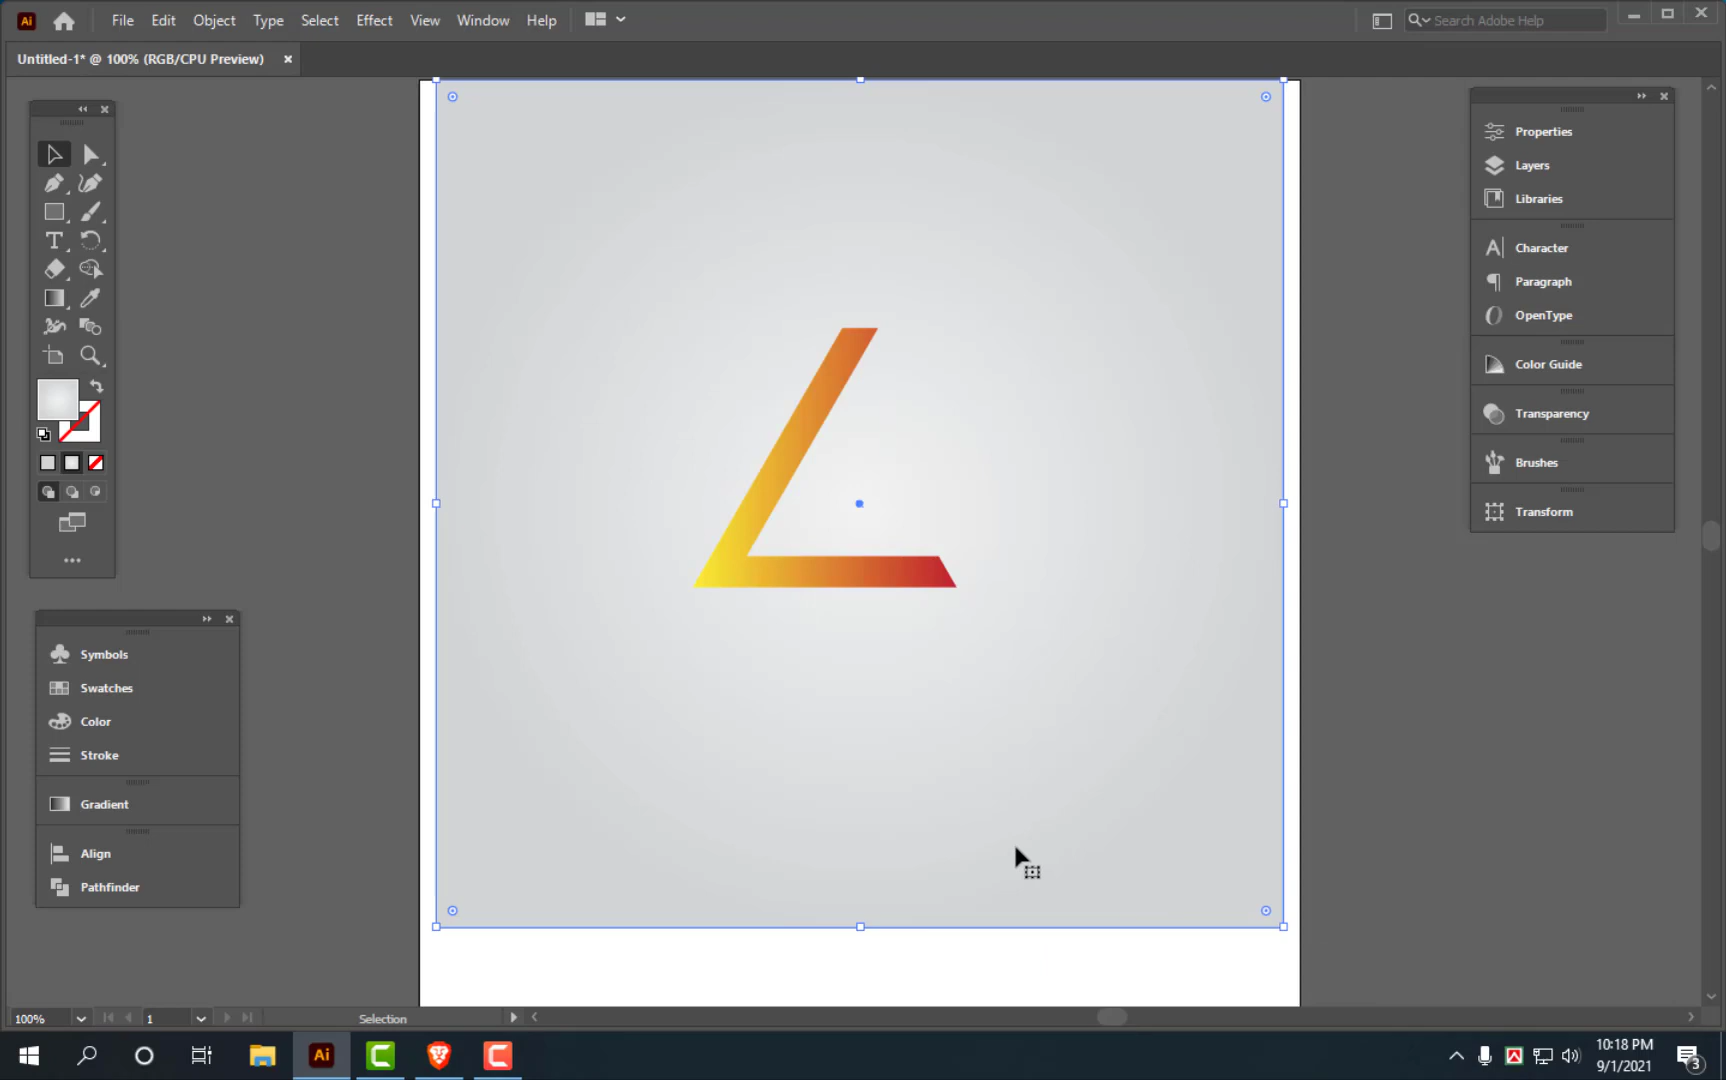 Ai File Edit Object Type Select Effect View Window Help Search Adobe Help
Untitled-1* @ 100% (RGB/CPU Preview)
Properties
Layers
Libraries
Character
Paragraph
OpenType
Color Guide
Transparency
Brushes
Transform
Symbols
Swatches
Color
Stroke
Gradient
Align
Pathfinder
100% 1 Selection
Ai
10:18 PM
9/1/2021
3